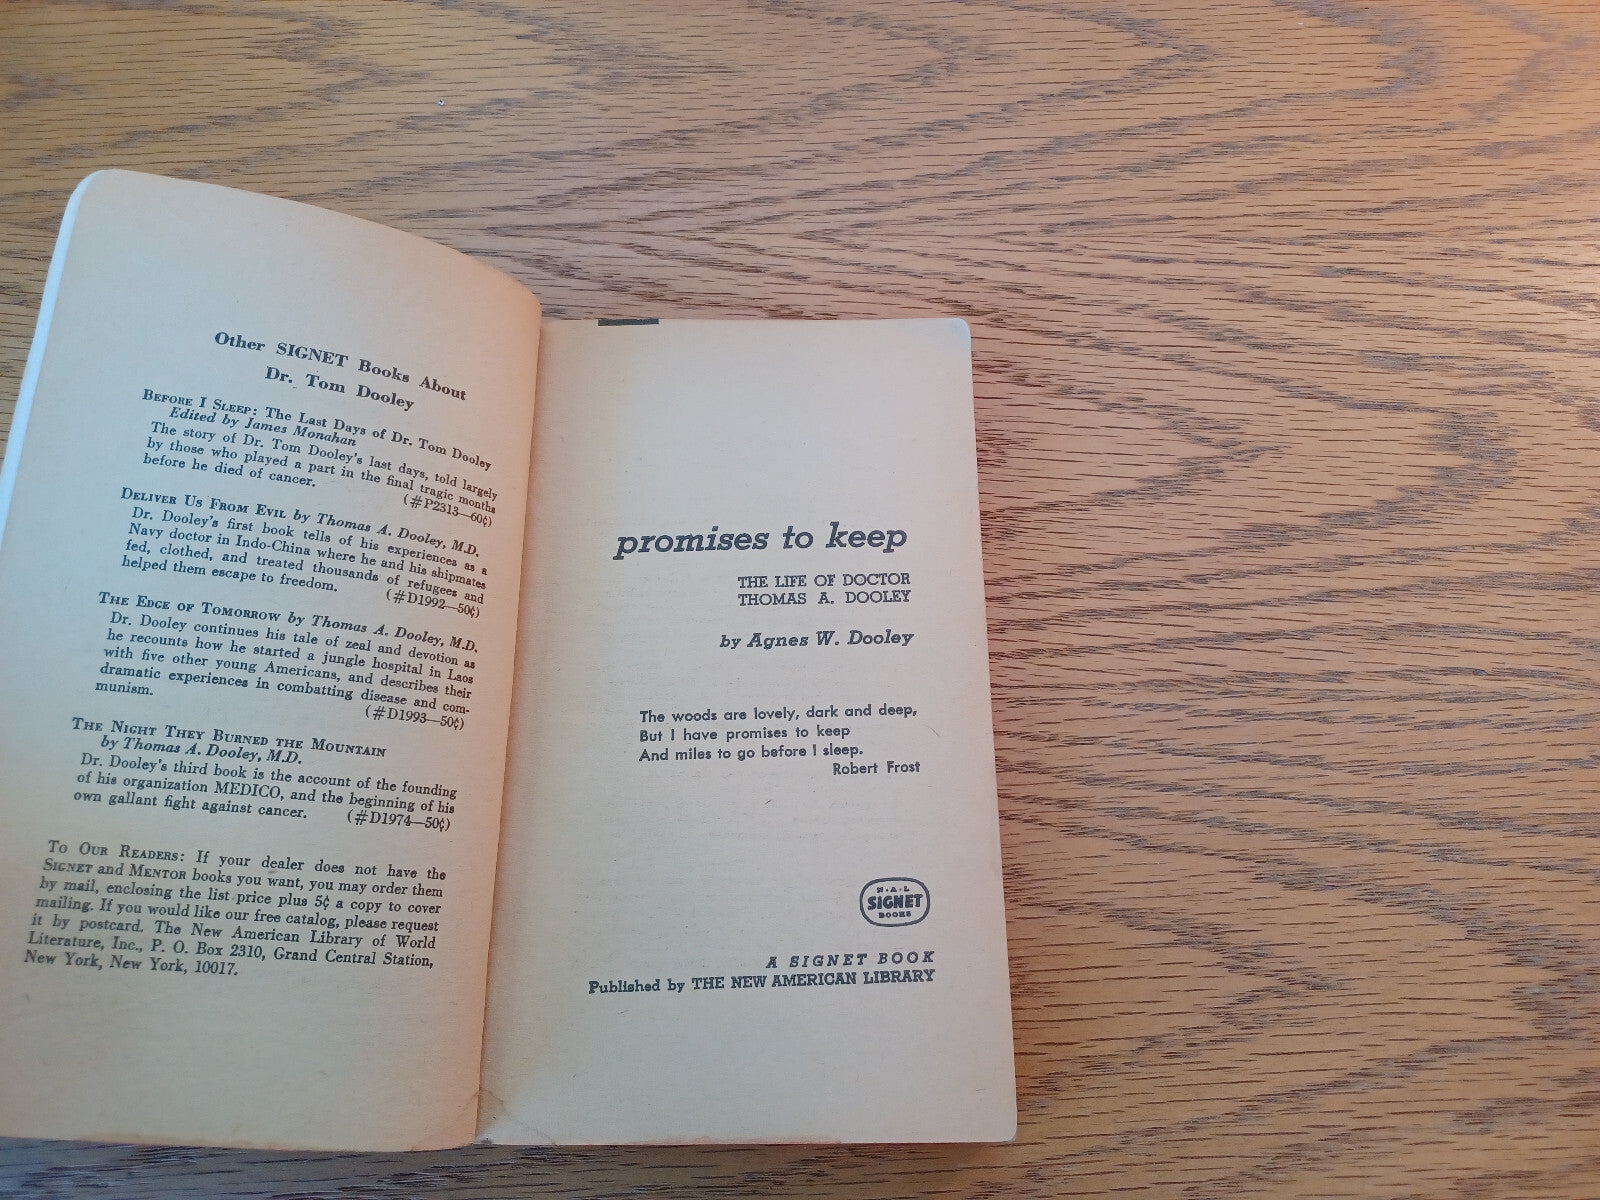 Other SIGNET Books About
Dr. Tom Dooley
BEFORE I SLEEP: The Last Days of Dr. Tom Dooley
Edited by James Monahan
The story of Dr. Tom Dooley's last days, told largely
by those who played a part in the final tragic months
before he died of cancer. (#P2313—60¢)
DELIVER US FROM EVIL by Thomas A. Dooley, M.D.
Dr. Dooley's first book tells of his experiences as a
Navy doctor in Indo-China where he and his shipmates
fed, clothed, and treated thousands of refugees and
helped them escape to freedom. (#D1992—50¢)
THE EDGE OF TOMORROW by Thomas A. Dooley, M.D.
Dr. Dooley continues his tale of zeal and devotion as
he recounts how he started a jungle hospital in Laos
with five other young Americans, and describes their
dramatic experiences in combatting disease and com-
munism. (#D1993—50¢)
THE NIGHT THEY BURNED THE MOUNTAIN
by Thomas A. Dooley, M.D.
Dr. Dooley's third book is the account of the founding
of his organization MEDICO, and the beginning of his
own gallant fight against cancer. (#D1974—50¢)
TO OUR READERS: If your dealer does not have the
SIGNET and MENTOR books you want, you may order them
by mail, enclosing the list price plus 5¢ a copy to cover
mailing. If you would like our free catalog, please request
it by postcard. The New American Library of World
Literature, Inc., P. O. Box 2310, Grand Central Station,
New York, New York, 10017.
promises to keep
THE LIFE OF DOCTOR
THOMAS A. DOOLEY
by Agnes W. Dooley
The woods are lovely, dark and deep,
But I have promises to keep
And miles to go before I sleep.
Robert Frost
N·A·L
SIGNET
BOOKS
A SIGNET BOOK
Published by THE NEW AMERICAN LIBRARY